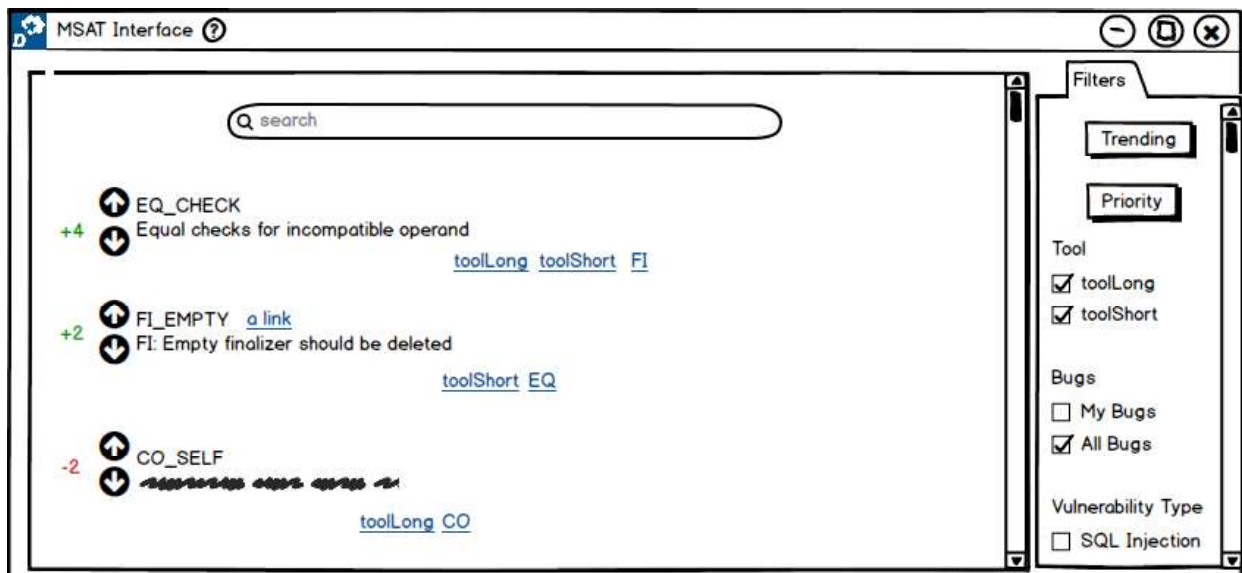 MSAT Interface ?
D
search
+4
EQ_CHECK
Equal checks for incompatible operand
toolLong toolShort FI
+2
FI_EMPTY a link
FI: Empty finalizer should be deleted
toolShort EQ
-2
CO_SELF
toolLong CO
Filters
Trending
Priority
Tool
toolLong
toolShort
Bugs
My Bugs
All Bugs
Vulnerability Type
SQL Injection